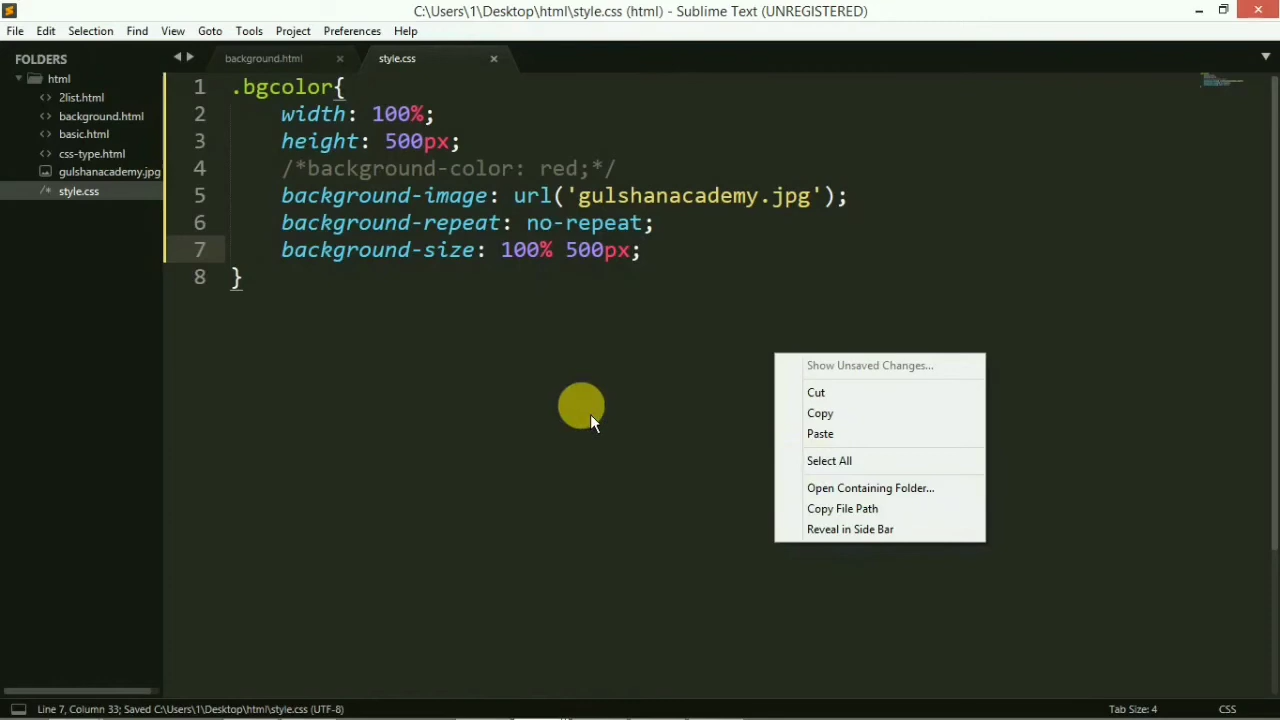 C:\Users\1\Desktop\html\style.css (html) - Sublime Text (UNREGISTERED)
File Edit Selection Find View Goto Tools Project Preferences Help
FOLDERS
html
2list.html
background.html
basic.html
css-type.html
gulshanacademy.jpg
style.css
background.html
style.css
1 .bgcolor{
2 width: 100%;
3 height: 500px;
4 /*background-color: red;*/
5 background-image: url('gulshanacademy.jpg');
6 background-repeat: no-repeat;
7 background-size: 100% 500px;
8 }
Show Unsaved Changes...
Cut
Copy
Paste
Select All
Open Containing Folder...
Copy File Path
Reveal in Side Bar
Line 7, Column 33; Saved C:\Users\1\Desktop\html\style.css (UTF-8)
Tab Size: 4
CSS